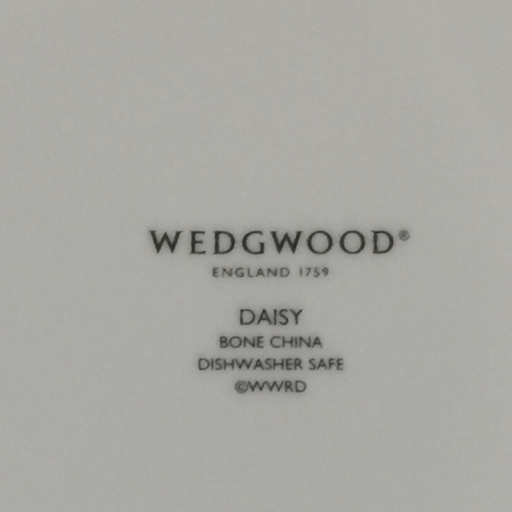 WEDGWOOD®
ENGLAND 1759
DAISY
BONE CHINA
DISHWASHER SAFE
©WWRD